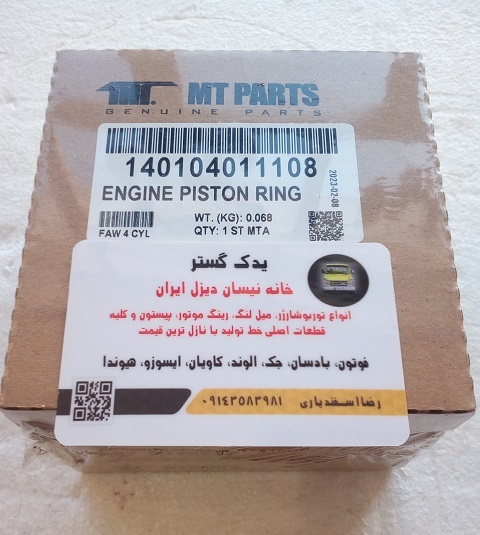 MT. MT PARTS
GENUINE PARTS
140104011108
ENGINE PISTON RING
2023-02-08
WT. (KG): 0.068
FAW 4 CYL
QTY: 1 ST MTA
یدک گستر
خانه نیسان دیزل ایران
انواع توربوشارژر، میل لنگ، رینگ موتور، پیستون و کلیه
قطعات اصلی خط تولید با نازل ترین قیمت
فوتون، بادسان، جک، الوند، کاویان، ایسوزو، هیوندا
رضا اسفندیاری ۰۹۱۴۳۵۸۳۹۸۱